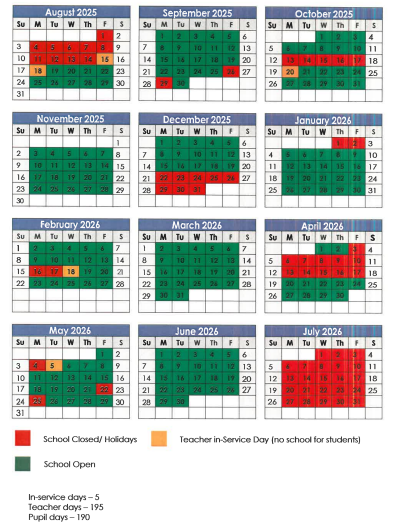 August 2025
Su M Tu W Th F S
1 2
3 4 5 6 7 8 9
10 11 12 13 14 15 16
17 18 19 20 21 22 23
24 25 26 27 28 29 30
31
September 2025
Su M Tu W Th F S
1 2 3 4 5 6
7 8 9 10 11 12 13
14 15 16 17 18 19 20
21 22 23 24 25 26 27
28 29 30
October 2025
Su M Tu W Th F S
1 2 3 4
5 6 7 8 9 10 11
12 13 14 15 16 17 18
19 20 21 22 23 24 25
26 27 28 29 30 31
November 2025
Su M Tu W Th F S
1
2 3 4 5 6 7 8
9 10 11 12 13 14 15
16 17 18 19 20 21 22
23 24 25 26 27 28 29
30
December 2025
Su M Tu W Th F S
1 2 3 4 5 6
7 8 9 10 11 12 13
14 15 16 17 18 19 20
21 22 23 24 25 26 27
28 29 30 31
January 2026
Su M Tu W Th F S
1 2 3
4 5 6 7 8 9 10
11 12 13 14 15 16 17
18 19 20 21 22 23 24
25 26 27 28 29 30 31
February 2026
Su M Tu W Th F S
1 2 3 4 5 6 7
8 9 10 11 12 13 14
15 16 17 18 19 20 21
22 23 24 25 26 27 28
March 2026
Su M Tu W Th F S
1 2 3 4 5 6 7
8 9 10 11 12 13 14
15 16 17 18 19 20 21
22 23 24 25 26 27 28
29 30 31
April 2026
Su M Tu W Th F S
1 2 3 4
5 6 7 8 9 10 11
12 13 14 15 16 17 18
19 20 21 22 23 24 25
26 27 28 29 30
May 2026
Su M Tu W Th F S
1 2
3 4 5 6 7 8 9
10 11 12 13 14 15 16
17 18 19 20 21 22 23
24 25 26 27 28 29 30
31
June 2026
Su M Tu W Th F S
1 2 3 4 5 6
7 8 9 10 11 12 13
14 15 16 17 18 19 20
21 22 23 24 25 26 27
28 29 30
July 2026
Su M Tu W Th F S
1 2 3 4
5 6 7 8 9 10 11
12 13 14 15 16 17 18
19 20 21 22 23 24 25
26 27 28 29 30 31
School Closed/ Holidays
Teacher in-Service Day (no school for students)
School Open
In-service days – 5
Teacher days – 195
Pupil days – 190